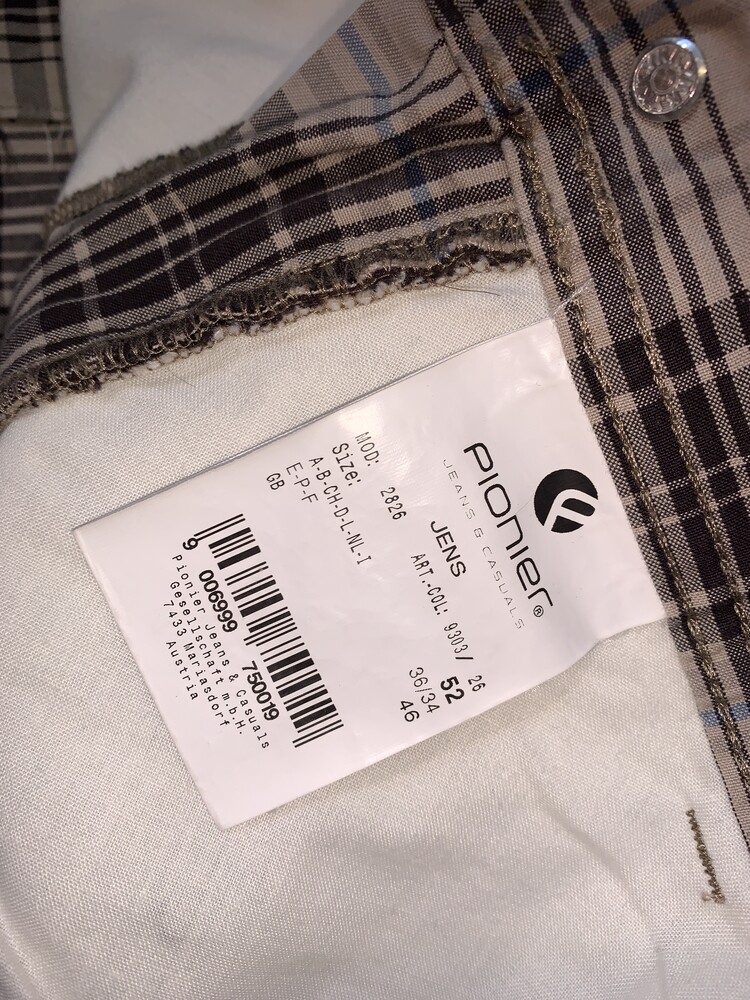 PIONIER®
JEANS & CASUALS
JENS
MOD: 2826 ART.-COL: 9303/ 26
Size: 52
A-B-CH-D-L-NL-I 36/34
E-P-F 46
GB
9 006999 750019
Pionier Jeans & Casuals
Gesellschaft m.b.H.
7433 Mariasdorf
Austria